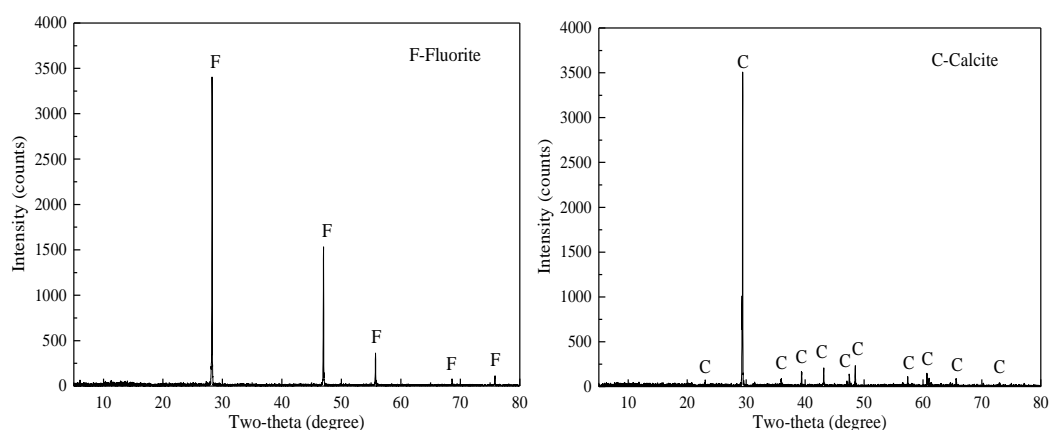 4000
3500
3000
2500
2000
1500
1000
500
0
Intensity (counts)
F-Fluorite
F
F
F
F
F
10 20 30 40 50 60 70 80
Two-theta (degree)
4000
3500
3000
2500
2000
1500
1000
500
0
Intensity (counts)
C-Calcite
C
C
C
C
C
C
C
C
C
C
C
10 20 30 40 50 60 70 80
Two-theta (degree)